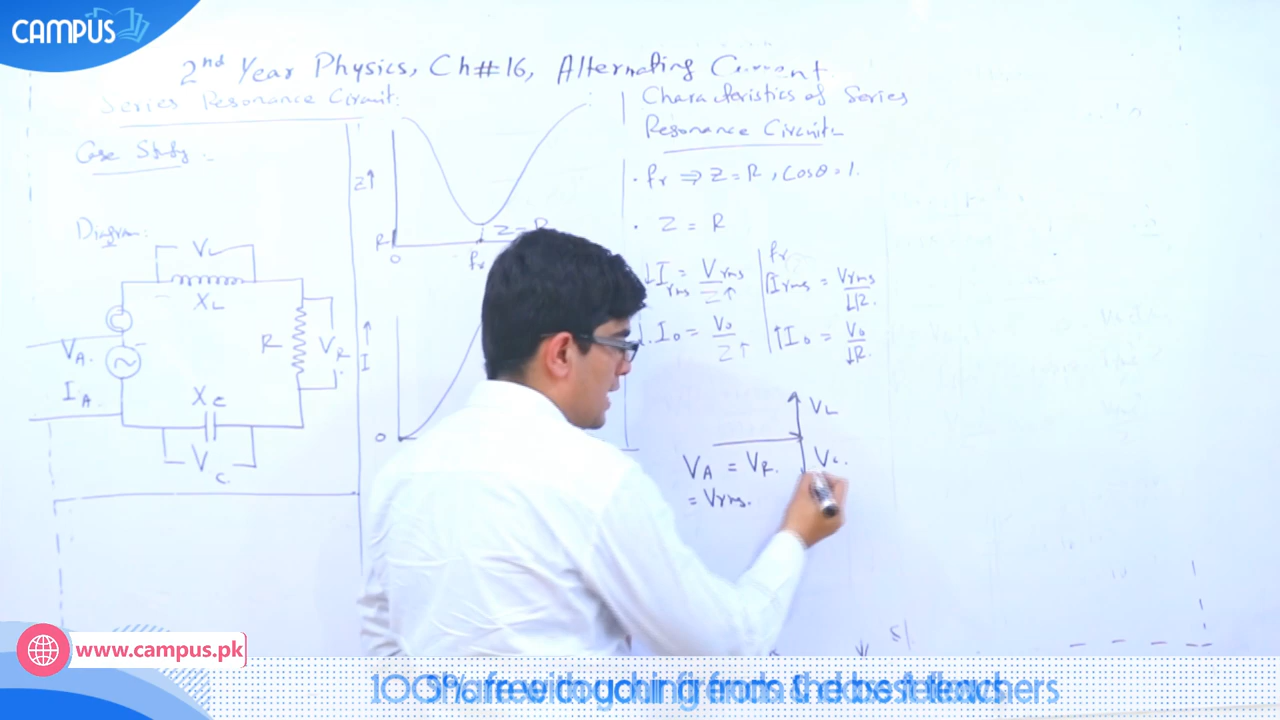 CAMPUS
2nd Year Physics, Ch#16, Alternating Current
Series Resonance Circuit:
Case Study:
Diagram:
VL
XL
R
VR
VA
IA
XC
VC
Z↑
R
0
fr
Z = R
↑
I
0
Characteristics of Series
Resonance Circuit
. fr ⇒ Z = R, Cosθ = 1.
. Z = R
↓Irms = Vrms/Z↑
fr
↑Irms = Vrms/↓R.
↓. I0 = V0/Z↑
↑I0 = V0/↓R.
VL
VC.
VA = VR.
= Vrms.
www.campus.pk